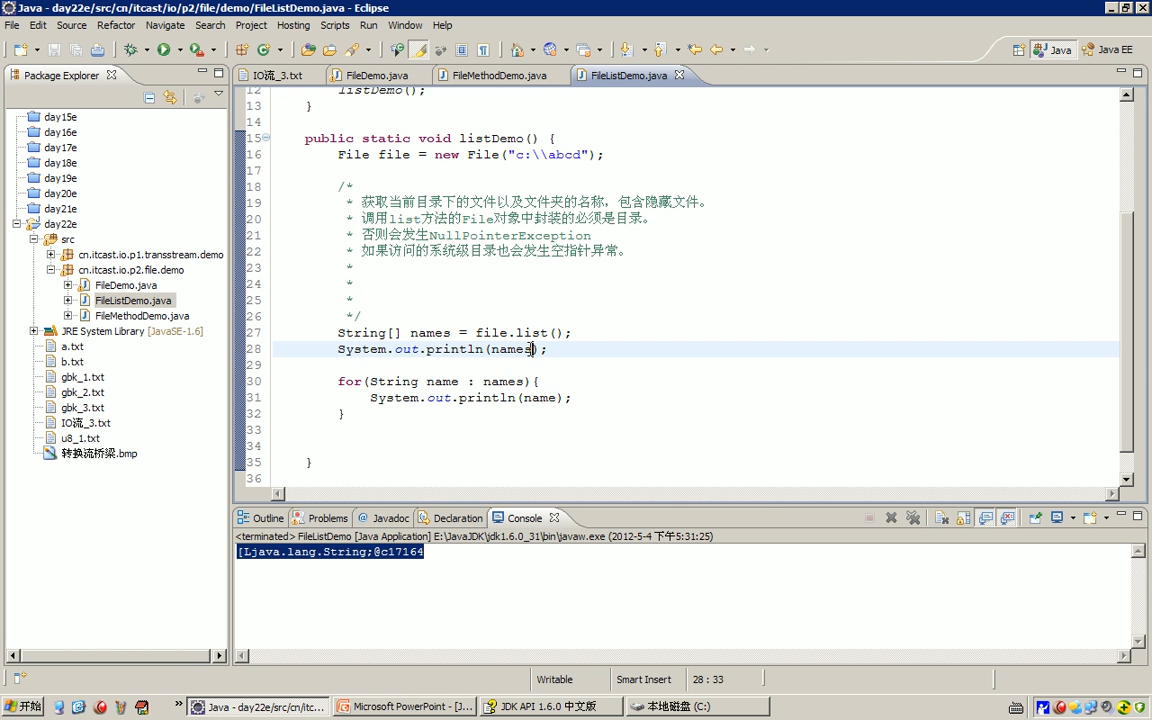 Java - day22e/src/cn/itcast/io/p2/file/demo/FileListDemo.java - Eclipse
File Edit Source Refactor Navigate Search Project Hosting Scripts Run Window Help
Java
Java EE
Package Explorer
IO流_3.txt
FileDemo.java
FileMethodDemo.java
FileListDemo.java
day15e
day16e
day17e
day18e
day19e
day20e
day21e
day22e
src
cn.itcast.io.p1.transstream.demo
cn.itcast.io.p2.file.demo
FileDemo.java
FileListDemo.java
FileMethodDemo.java
JRE System Library [JavaSE-1.6]
a.txt
b.txt
gbk_1.txt
gbk_2.txt
gbk_3.txt
IO流_3.txt
u8_1.txt
转换流桥梁.bmp
12 listDemo();
13 }
14
15 public static void listDemo() {
16 File file = new File("c:\\abcd");
17
18 /*
19 * 获取当前目录下的文件以及文件夹的名称，包含隐藏文件。
20 * 调用list方法的File对象中封装的必须是目录。
21 * 否则会发生NullPointerException
22 * 如果访问的系统级目录也会发生空指针异常。
23 *
24 *
25 *
26 */
27 String[] names = file.list();
28 System.out.println(names);
29
30 for(String name : names){
31 System.out.println(name);
32 }
33
34
35 }
36
Outline
Problems
@ Javadoc
Declaration
Console
<terminated> FileListDemo [Java Application] E:\JavaJDK\jdk1.6.0_31\bin\javaw.exe (2012-5-4 下午5:31:25)
[Ljava.lang.String;@c17164
Writable
Smart Insert
28 : 33
开始
Java - day22e/src/cn/itc...
Microsoft PowerPoint - [J...
JDK API 1.6.0 中文版
本地磁盘 (C:)